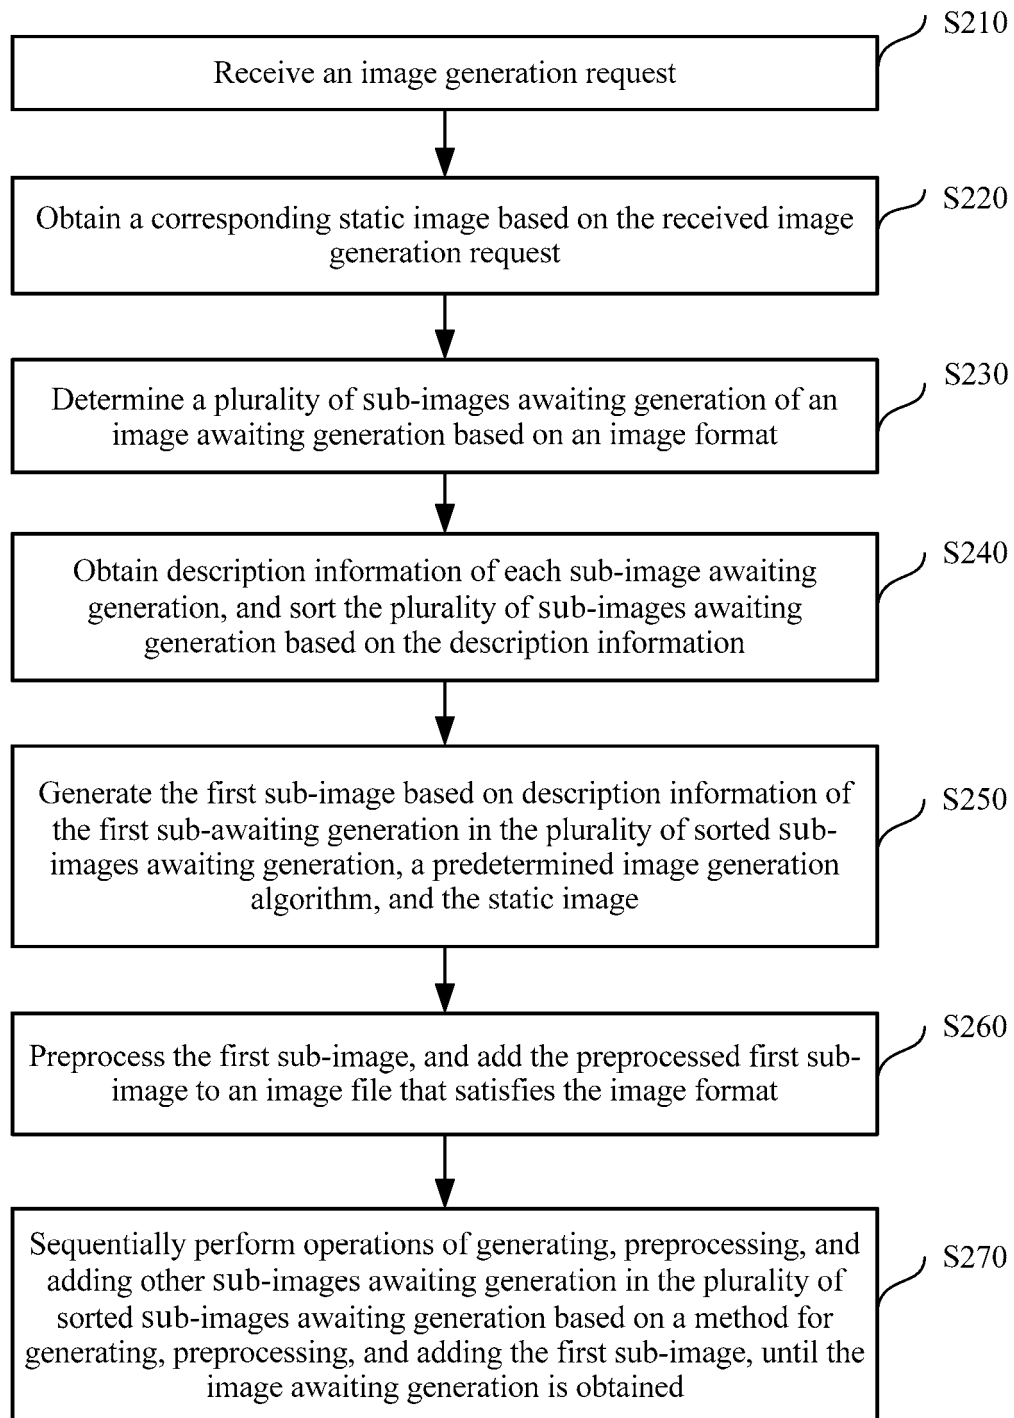 S210
Receive an image generation request
S220
Obtain a corresponding static image based on the received image
generation request
S230
Determine a plurality of sub-images awaiting generation of an
image awaiting generation based on an image format
S240
Obtain description information of each sub-image awaiting
generation, and sort the plurality of sub-images awaiting
generation based on the description information
S250
Generate the first sub-image based on description information of
the first sub-awaiting generation in the plurality of sorted sub-
images awaiting generation, a predetermined image generation
algorithm, and the static image
S260
Preprocess the first sub-image, and add the preprocessed first sub-
image to an image file that satisfies the image format
S270
Sequentially perform operations of generating, preprocessing, and
adding other sub-images awaiting generation in the plurality of
sorted sub-images awaiting generation based on a method for
generating, preprocessing, and adding the first sub-image, until the
image awaiting generation is obtained